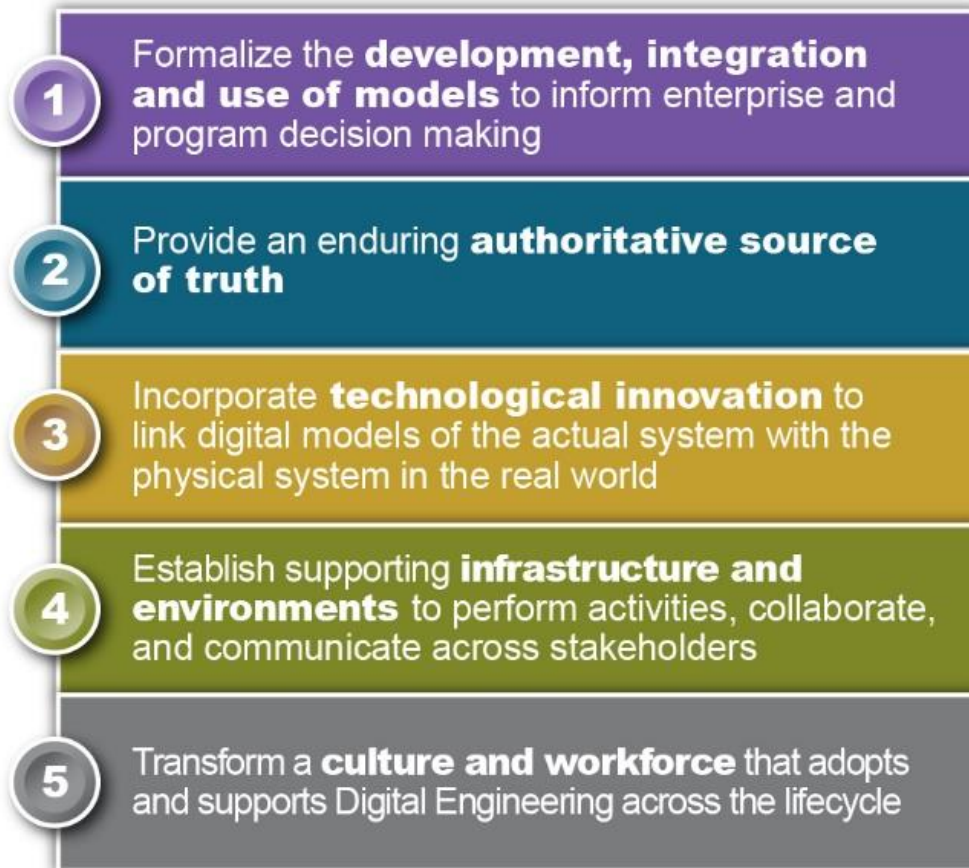 1
Formalize the development, integration
and use of models to inform enterprise and
program decision making
2
Provide an enduring authoritative source
of truth
3
Incorporate technological innovation to
link digital models of the actual system with the
physical system in the real world
4
Establish supporting infrastructure and
environments to perform activities, collaborate,
and communicate across stakeholders
5
Transform a culture and workforce that adopts
and supports Digital Engineering across the lifecycle